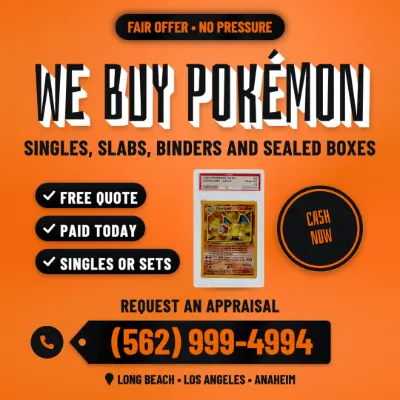 FAIR OFFER • NO PRESSURE
WE BUY POKÉMON
SINGLES, SLABS, BINDERS AND SEALED BOXES
FREE QUOTE
PAID TODAY
SINGLES OR SETS
CASH
NOW
REQUEST AN APPRAISAL
(562) 999-4994
LONG BEACH • LOS ANGELES • ANAHEIM